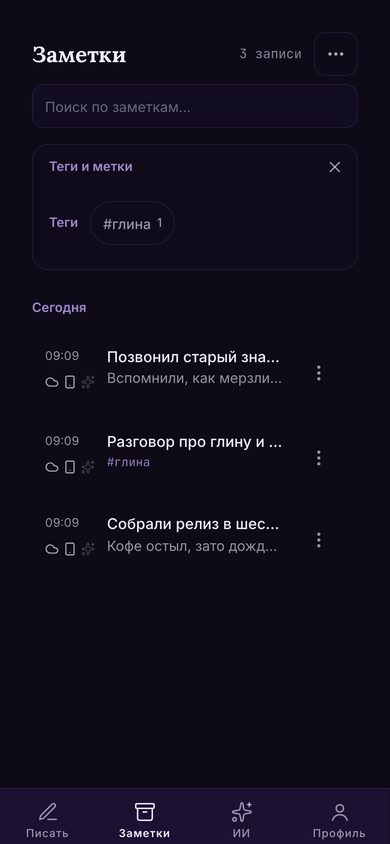 Заметки
3 записи
Поиск по заметкам...
Теги и метки
Теги #глина 1
Сегодня
09:09 Позвонил старый зна...
Вспомнили, как мерзли...
09:09 Разговор про глину и ...
#глина
09:09 Собрали релиз в шес...
Кофе остыл, зато дожд...
Писать Заметки ИИ Профиль